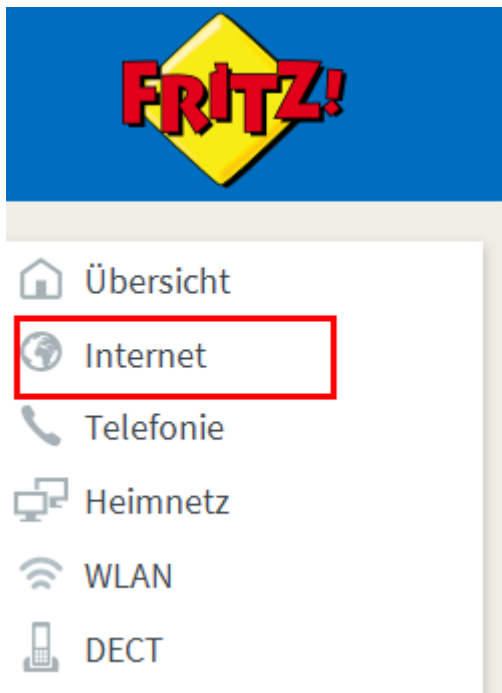 FRITZ!
Übersicht
Internet
Telefonie
Heimnetz
WLAN
DECT